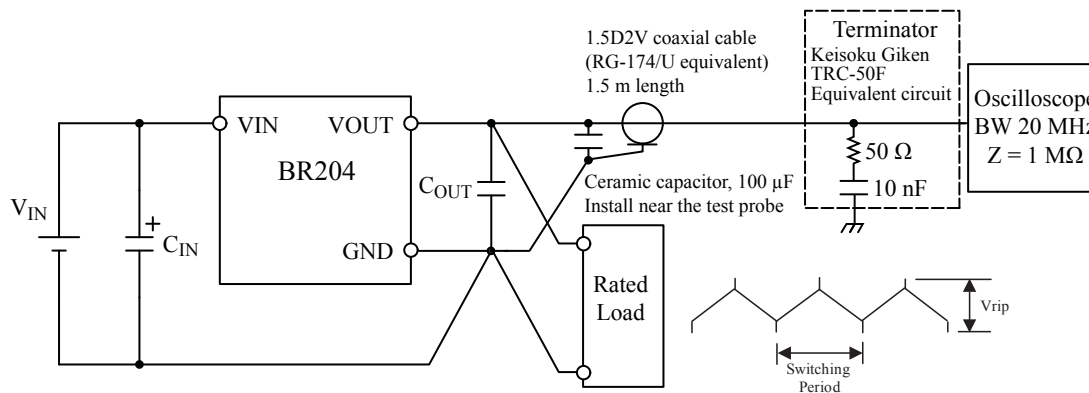 1.5D2V coaxial cable
(RG-174/U equivalent)
1.5 m length
Terminator
Keisoku Giken
TRC-50F
Equivalent circuit
Oscilloscope
BW 20 MHz
Z = 1 MΩ
VIN
VOUT
BR204
GND
VIN
CIN
+
COUT
50 Ω
10 nF
Ceramic capacitor, 100 µF
Install near the test probe
Rated
Load
Vrip
Switching
Period